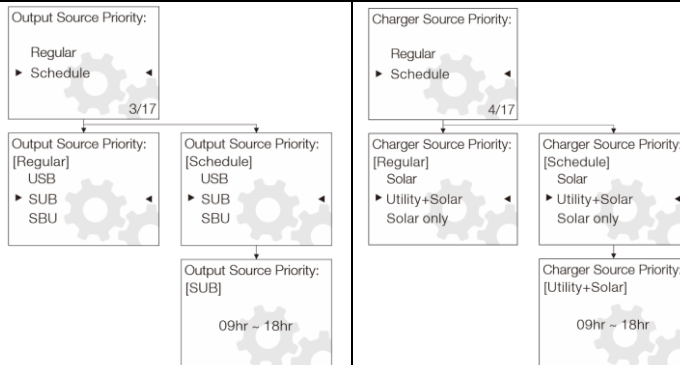 Output Source Priority:
Regular
► Schedule ◄
3/17
Output Source Priority:
[Regular]
USB
► SUB ◄
SBU
Output Source Priority:
[Schedule]
USB
► SUB ◄
SBU
Output Source Priority:
[SUB]
09hr ~ 18hr
Charger Source Priority:
Regular
► Schedule ◄
4/17
Charger Source Priority:
[Regular]
Solar
► Utility+Solar ◄
Solar only
Charger Source Priority:
[Schedule]
Solar
► Utility+Solar ◄
Solar only
Charger Source Priority:
[Utility+Solar]
09hr ~ 18hr